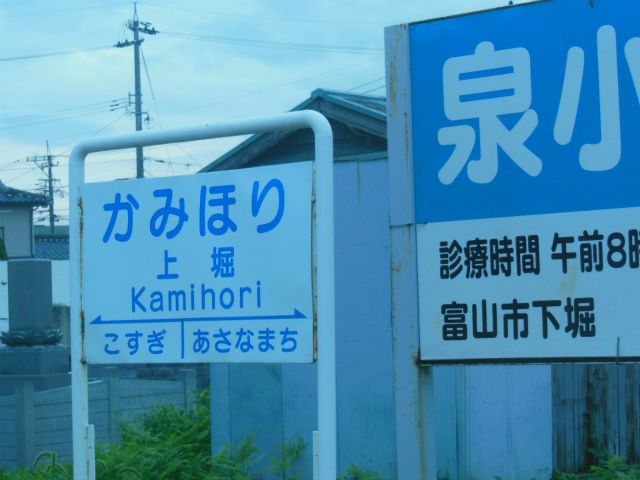 かみほり
上堀
Kamihori
こすぎ あさなまち
泉小
診療時間 午前8時
富山市下堀